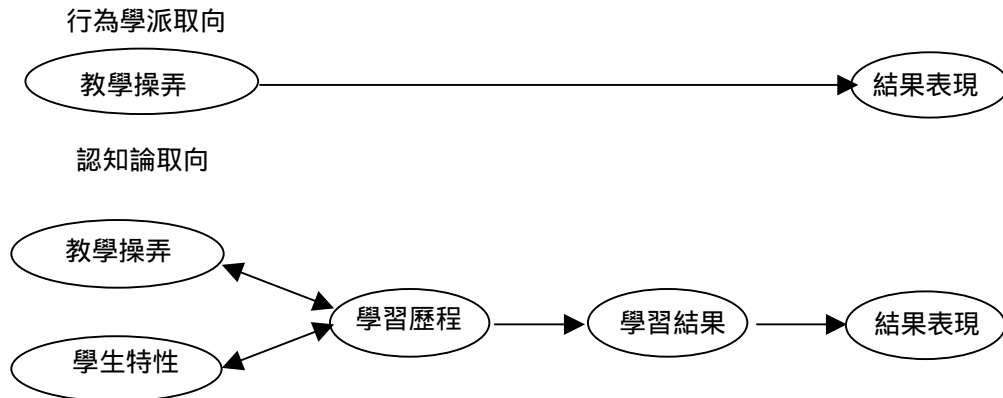 行為學派取向
教學操弄 結果表現
認知論取向
教學操弄
學習歷程 學習結果 結果表現
學生特性